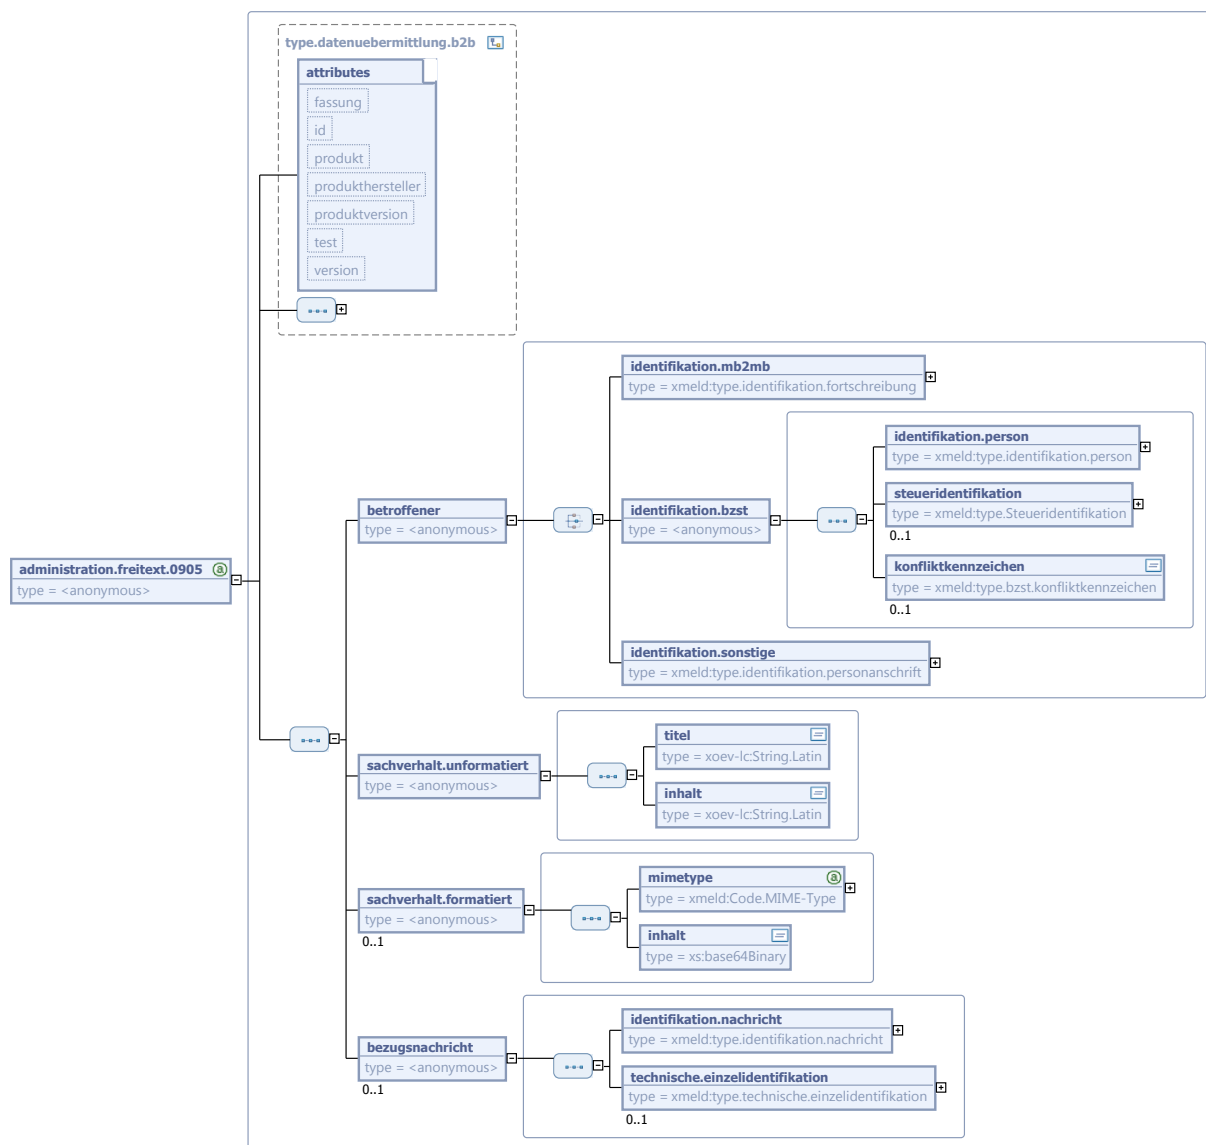 type.datenuebermittlung.b2b
attributes
fassung
id
produkt
produkthersteller
produktversion
test
version
identifikation.mb2mb
type = xmeld:type.identifikation.fortschreibung
identifikation.person
type = xmeld:type.identifikation.person
steueridentifikation
type = xmeld:type.Steueridentifikation
0..1
konfliktkennzeichen
type = xmeld:type.bzst.konfliktkennzeichen
0..1
betroffener
type = <anonymous>
identifikation.bzst
type = <anonymous>
administration.freitext.0905 a
type = <anonymous>
identifikation.sonstige
type = xmeld:type.identifikation.personanschrift
titel
type = xoev-lc:String.Latin
sachverhalt.unformatiert
type = <anonymous>
inhalt
type = xoev-lc:String.Latin
mimetype a
type = xmeld:Code.MIME-Type
sachverhalt.formatiert
type = <anonymous>
0..1
inhalt
type = xs:base64Binary
identifikation.nachricht
type = xmeld:type.identifikation.nachricht
bezugsnachricht
type = <anonymous>
0..1
technische.einzelidentifikation
type = xmeld:type.technische.einzelidentifikation
0..1